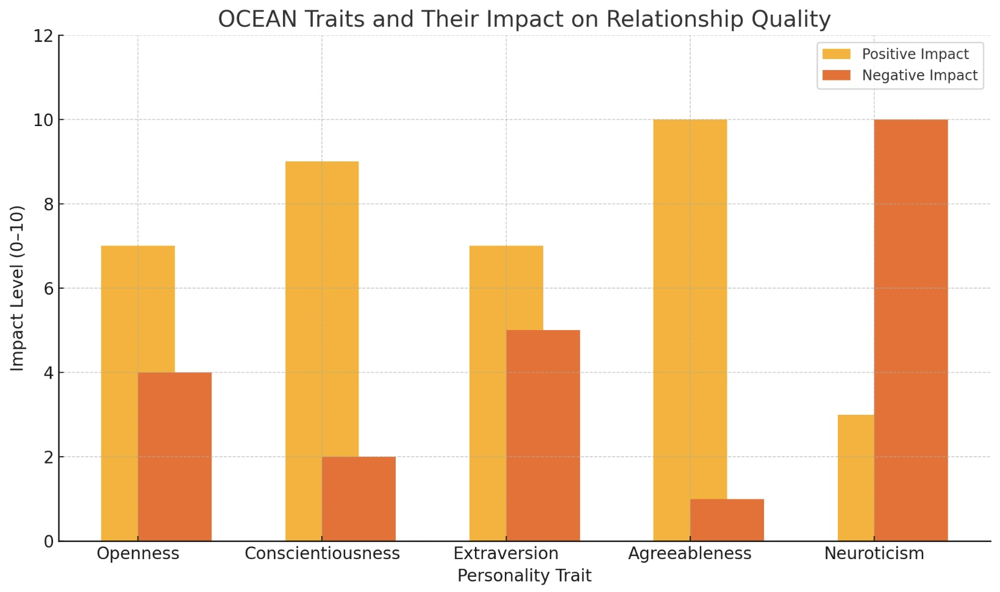 OCEAN Traits and Their Impact on Relationship Quality
Positive Impact
Negative Impact
Impact Level (0–10)
12
10
8
6
4
2
0
Openness Conscientiousness Extraversion Agreeableness Neuroticism
Personality Trait